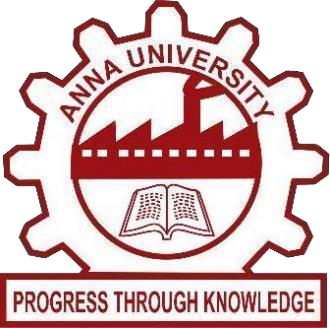 ANNA UNIVERSITY
PROGRESS THROUGH KNOWLEDGE